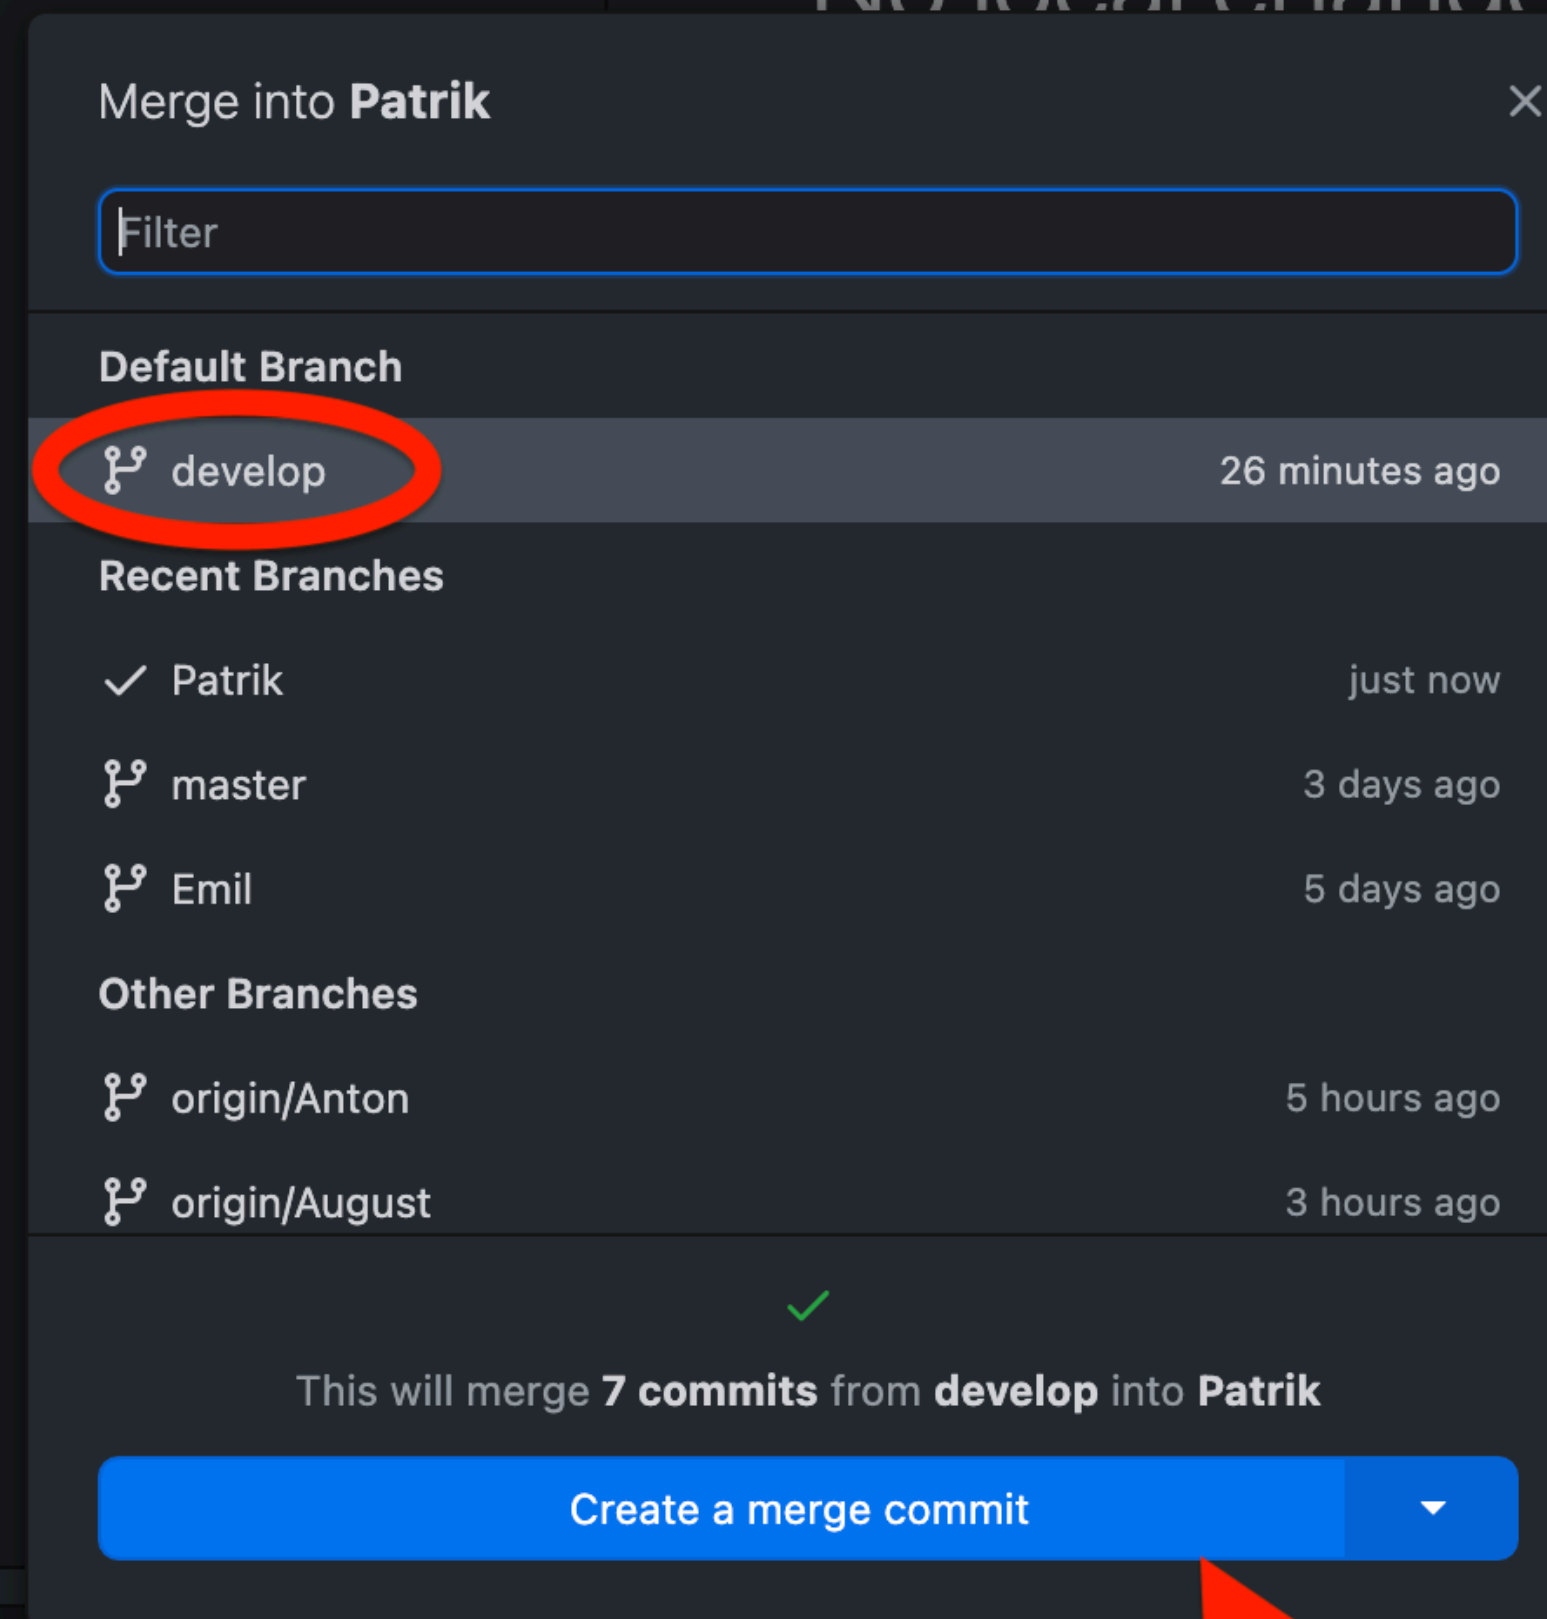 Merge into Patrik
Filter
Default Branch
develop 26 minutes ago
Recent Branches
Patrik just now
master 3 days ago
Emil 5 days ago
Other Branches
origin/Anton 5 hours ago
origin/August 3 hours ago
This will merge 7 commits from develop into Patrik
Create a merge commit